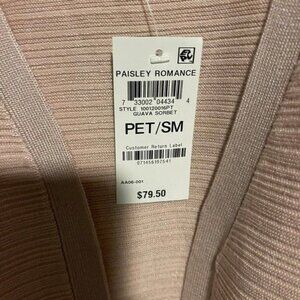 PAISLEY ROMANCE
7 33002 04434 4
STYLE 100120016PT
GUAVA SORBET
PET/SM
Customer Return Label
071456197541
AA06-001
$79.50